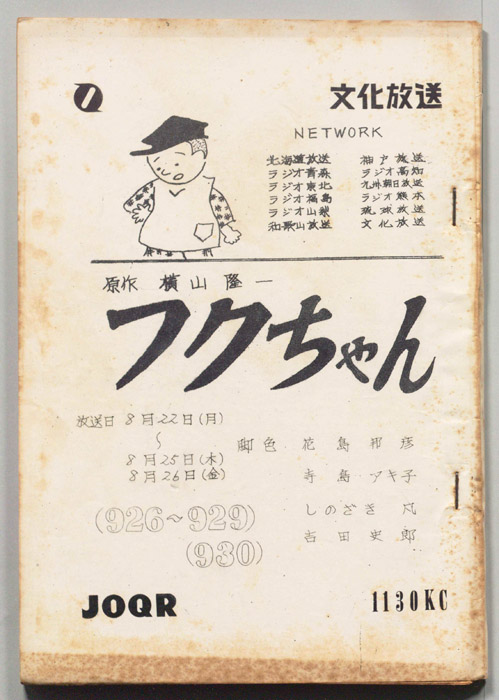 文化放送
NETWORK
北海道放送 神戸放送
ラジオ青森 ラジオ高知
ラジオ東北 九州朝日放送
ラジオ福島 ラジオ熊本
ラジオ山梨 琉球放送
和歌山放送 文化放送
原作 横山隆一
フクちゃん
放送日 8月22日(月)
〜
8月25日(木)
8月26日(金)
(926〜929)
(930)
脚色 花島邦彦
寺島アキ子
しのざき 凡
吉田史郎
JOQR
1130KC